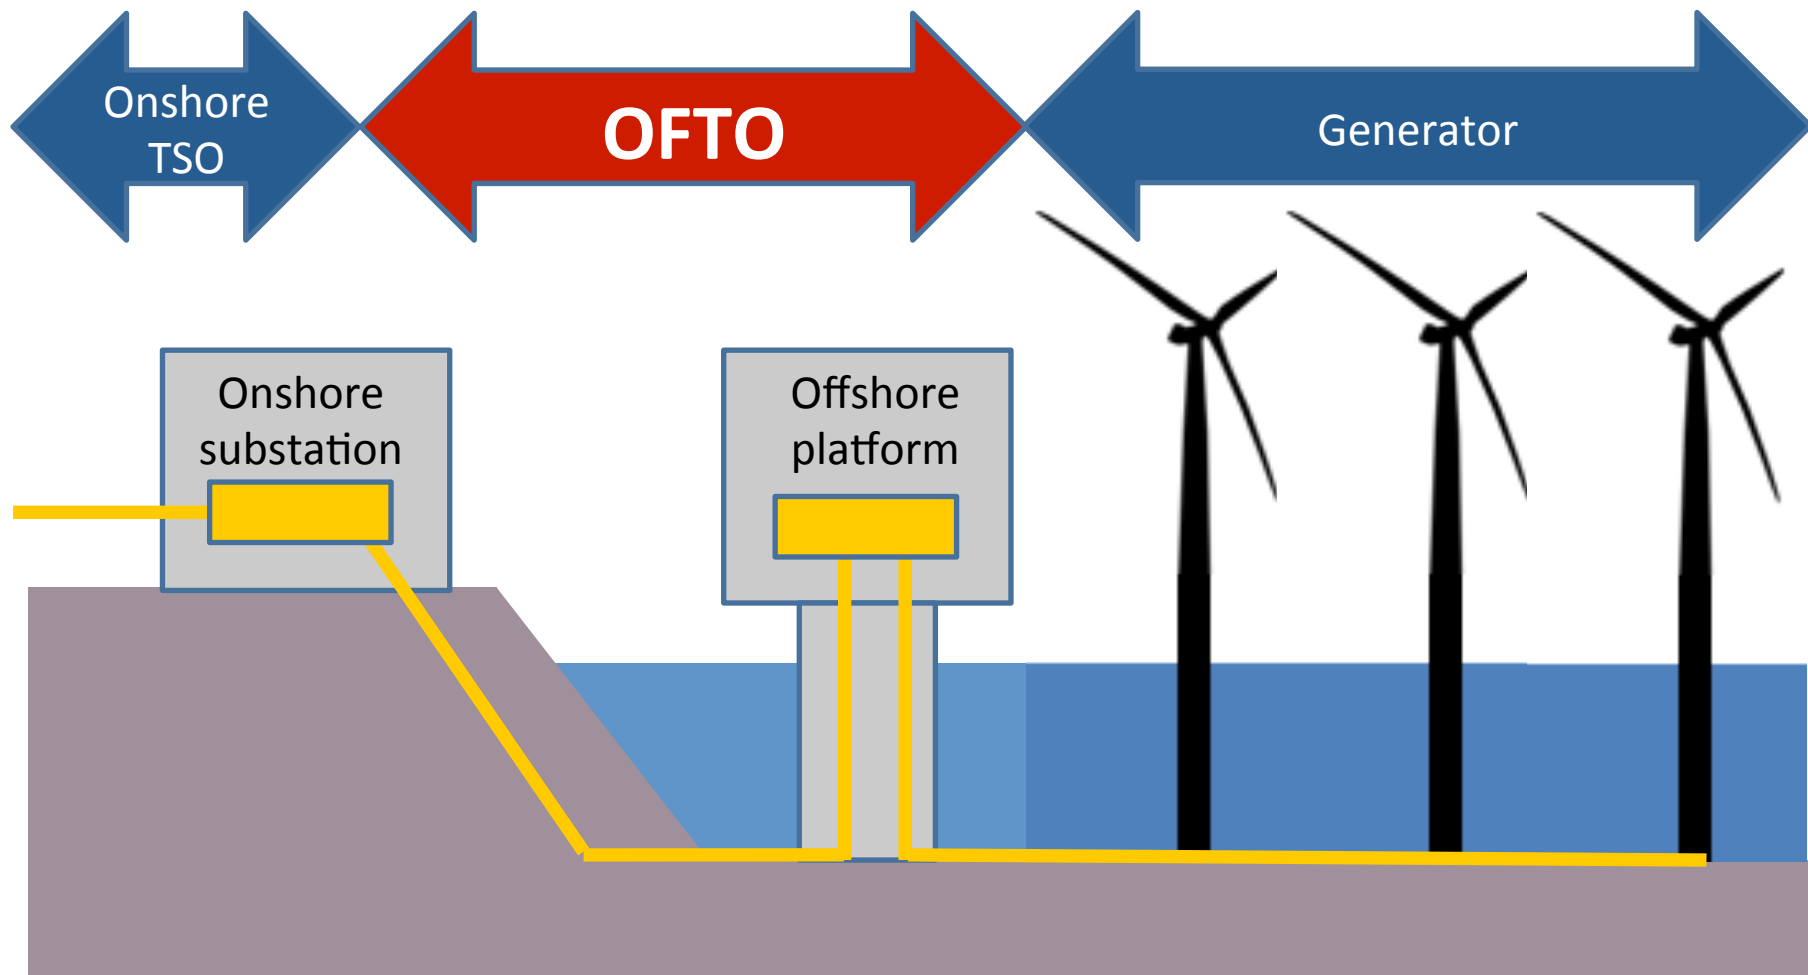 Onshore
TSO
OFTO
Generator
Onshore
substation
Offshore
platform